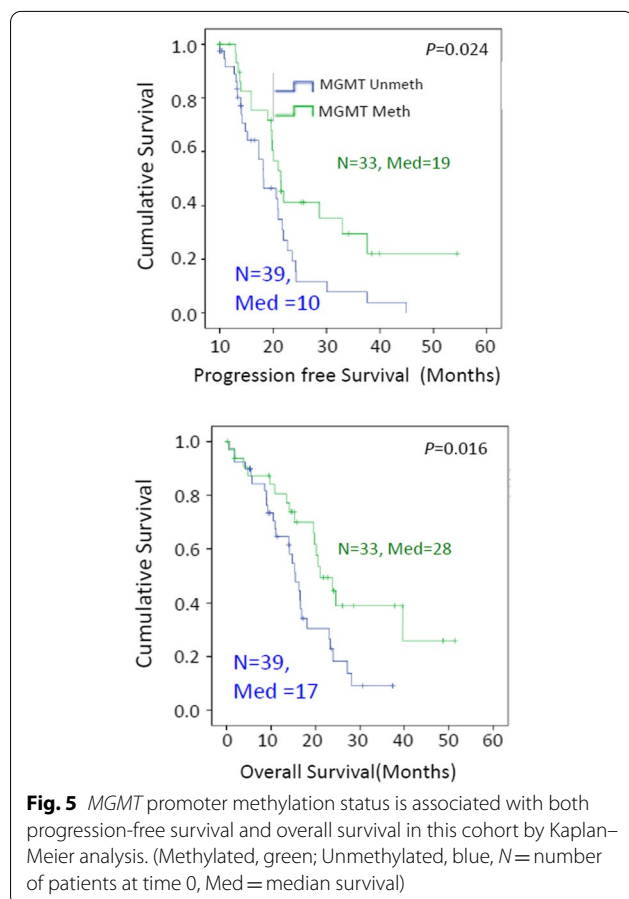 1.0
0.8
0.6
0.4
0.2
0.0
Cumulative Survival
P=0.024
MGMT Unmeth
MGMT Meth
N=33, Med=19
N=39,
Med =10
10 10 20 30 40 50 60
Progression free Survival (Months)
1.0
0.8
0.6
0.4
0.2
0.0
Cumulative Survival
P=0.016
N=33, Med=28
N=39,
Med =17
0 10 20 30 40 50 60
Overall Survival(Months)
Fig. 5 MGMT promoter methylation status is associated with both
progression-free survival and overall survival in this cohort by Kaplan–
Meier analysis. (Methylated, green; Unmethylated, blue, N = number
of patients at time 0, Med = median survival)